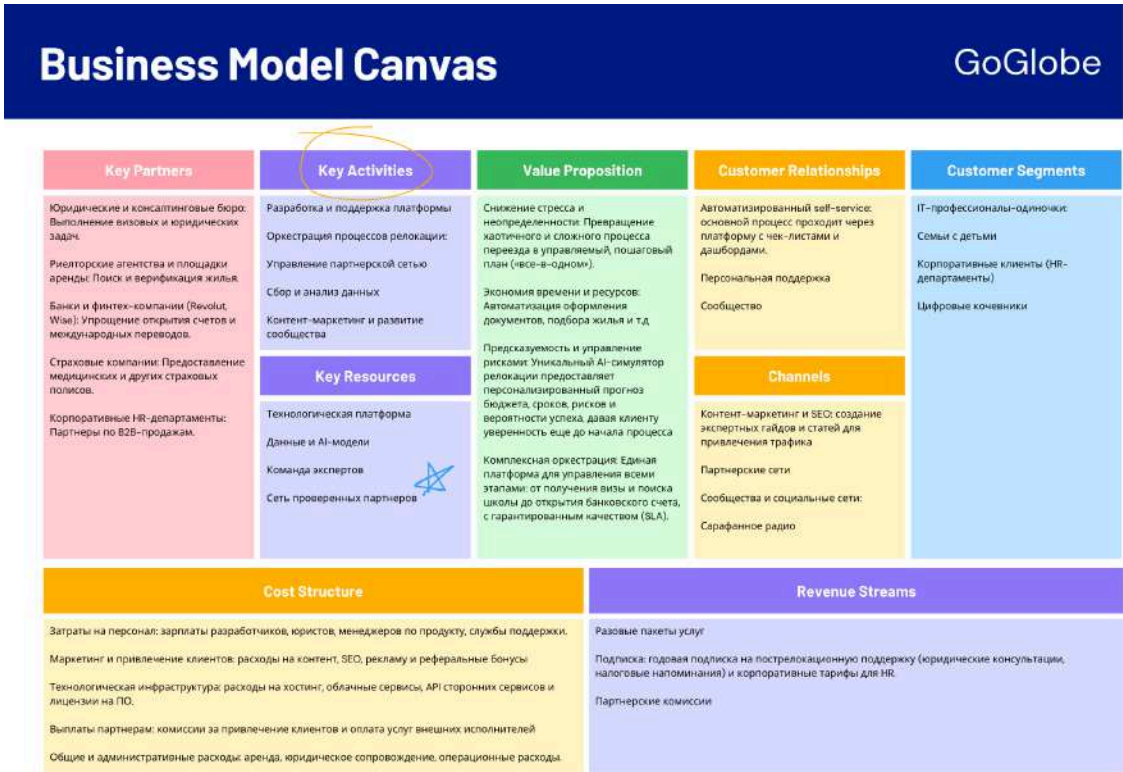 Business Model Canvas
GoGlobe
Key Partners
Юридические и консалтинговые бюро:
Выполнение визовых и юридических
задач.
Риелторские агентства и площадки
аренды: Поиск и верификация жилья.
Банки и финтех-компании (Revolut,
Wise): Упрощение открытия счетов и
международных переводов.
Страховые компании: Предоставление
медицинских и других страховых
полисов.
Корпоративные HR-департаменты:
Партнеры по B2B-продажам.
Key Activities
Разработка и поддержка платформы
Оркестрация процессов релокации:
Управление партнерской сетью
Сбор и анализ данных
Контент-маркетинг и развитие
сообщества
Key Resources
Технологическая платформа
Данные и AI-модели
Команда экспертов
Сеть проверенных партнеров
Value Proposition
Снижение стресса и
неопределенности: Превращение
хаотичного и сложного процесса
переезда в управляемый, пошаговый
план («все-в-одном»).
Экономия времени и ресурсов:
Автоматизация оформления
документов, подбора жилья и т.д
Предсказуемость и управление
рисками: Уникальный AI-симулятор
релокации предоставляет
персонализированный прогноз
бюджета, сроков, рисков и
вероятности успеха, давая клиенту
уверенность еще до начала процесса
Комплексная оркестрация: Единая
платформа для управления всеми
этапами: от получения визы и поиска
школы до открытия банковского счета,
с гарантированным качеством (SLA).
Customer Relationships
Автоматизированный self-service:
основной процесс проходит через
платформу с чек-листами и
дашбордами.
Персональная поддержка
Сообщество
Channels
Контент-маркетинг и SEO: создание
экспертных гайдов и статей для
привлечения трафика
Партнерские сети
Сообщества и социальные сети:
Сарафанное радио
Customer Segments
IT-профессионалы-одиночки:
Семьи с детьми
Корпоративные клиенты (HR-
департаменты)
Цифровые кочевники
Cost Structure
Затраты на персонал: зарплаты разработчиков, юристов, менеджеров по продукту, службы поддержки.
Маркетинг и привлечение клиентов: расходы на контент, SEO, рекламу и реферальные бонусы
Технологическая инфраструктура: расходы на хостинг, облачные сервисы, API сторонних сервисов и
лицензии на ПО.
Выплаты партнерам: комиссии за привлечение клиентов и оплата услуг внешних исполнителей
Общие и административные расходы: аренда, юридическое сопровождение, операционные расходы.
Revenue Streams
Разовые пакеты услуг
Подписка: годовая подписка на пострелокационную поддержку (юридические консультации,
налоговые напоминания) и корпоративные тарифы для HR.
Партнерские комиссии